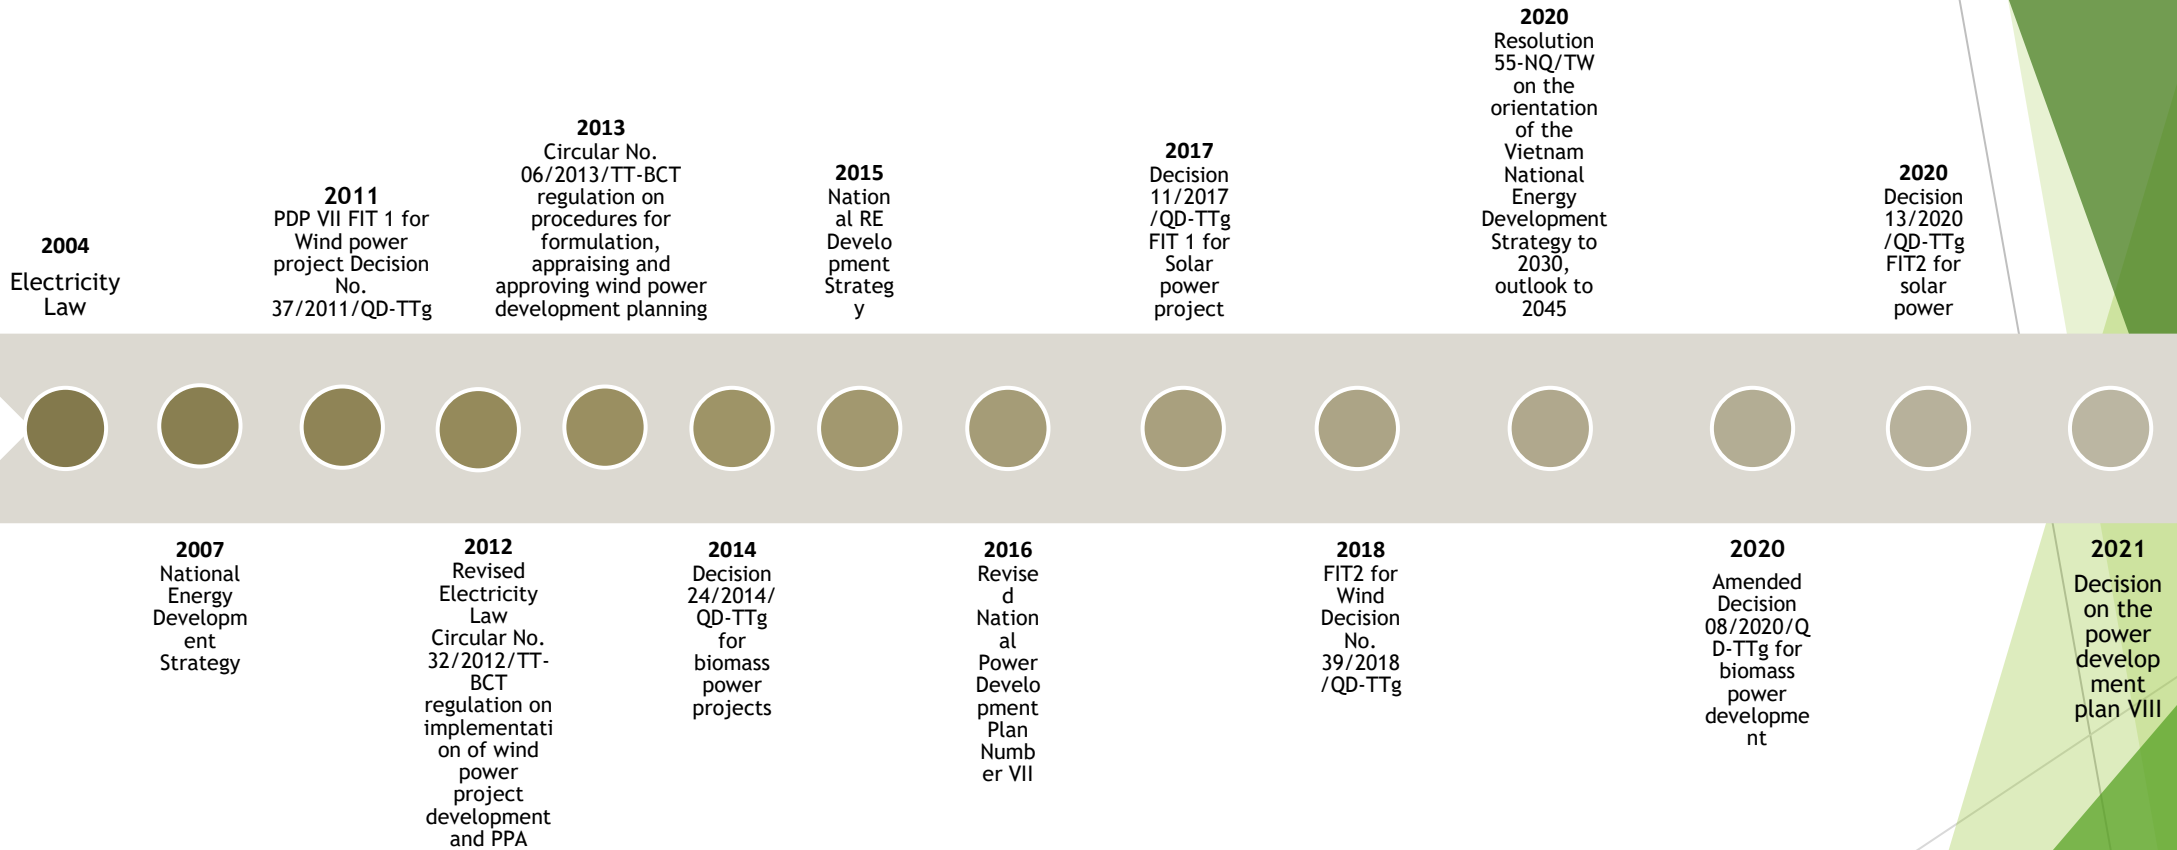 2004
Electricity
Law
2011
PDP VII FIT 1 for
Wind power
project Decision
No.
37/2011/QD-TTg
2013
Circular No.
06/2013/TT-BCT
regulation on
procedures for
formulation,
appraising and
approving wind power
development planning
2015
Nation
al RE
Develo
pment
Strateg
y
2017
Decision
11/2017
/QD-TTg
FIT 1 for
Solar
power
project
2020
Resolution
55-NQ/TW
on the
orientation
of the
Vietnam
National
Energy
Development
Strategy to
2030,
outlook to
2045
2020
Decision
13/2020
/QD-TTg
FIT2 for
solar
power
2007
National
Energy
Developm
ent
Strategy
2012
Revised
Electricity
Law
Circular No.
32/2012/TT-
BCT
regulation on
implementati
on of wind
power
project
development
and PPA
2014
Decision
24/2014/
QD-TTg
for
biomass
power
projects
2016
Revise
d
Nation
al
Power
Develo
pment
Plan
Numb
er VII
2018
FIT2 for
Wind
Decision
No.
39/2018
/QD-TTg
2020
Amended
Decision
08/2020/Q
D-TTg for
biomass
power
developme
nt
2021
Decision
on the
power
develop
ment
plan VIII